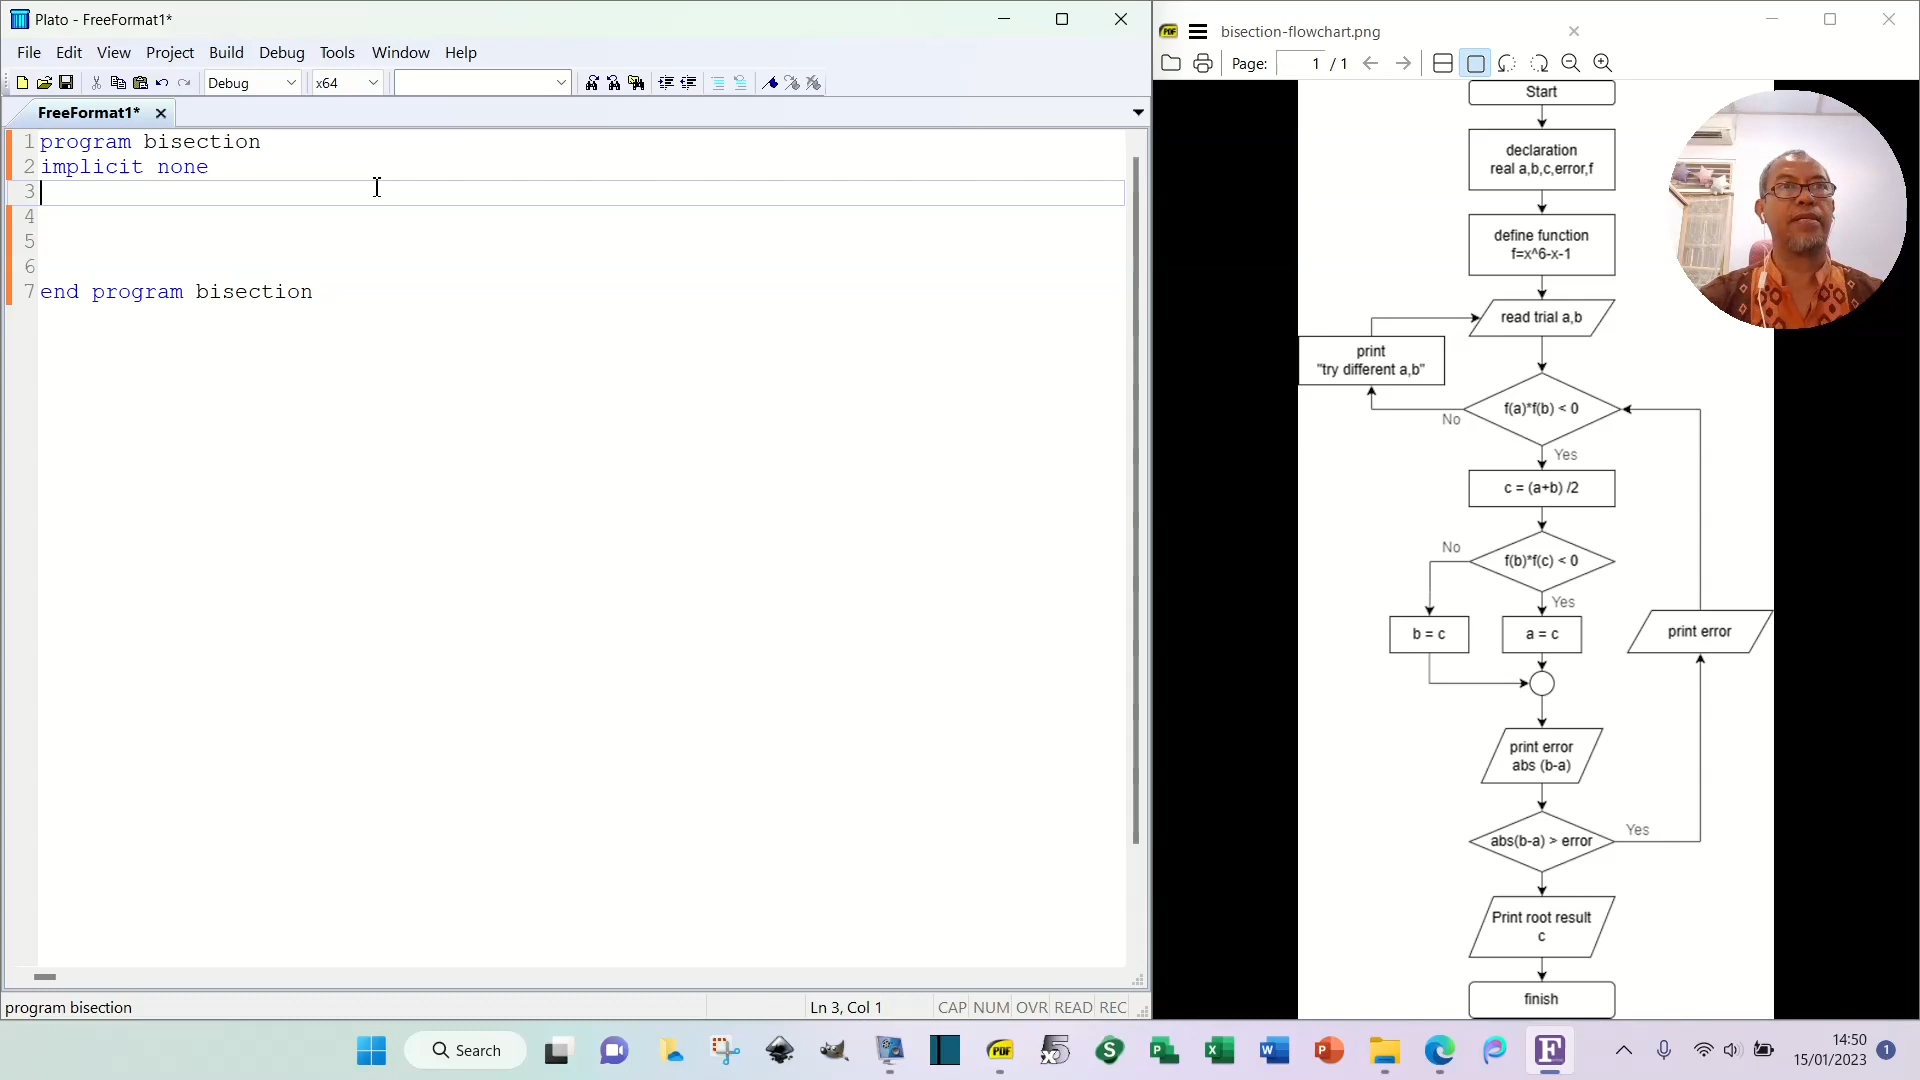 Plato - FreeFormat1*
File Edit View Project Build Debug Tools Window Help
Debug x64
FreeFormat1*
1 program bisection
2 implicit none
3
4
5
6
7 end program bisection
program bisection
Ln 3, Col 1
CAP NUM OVR READ REC
PDF
bisection-flowchart.png
Page: 1 / 1
Start
declaration
real a,b,c,error,f
define function
f=x^6-x-1
read trial a,b
print
"try different a,b"
f(a)*f(b) < 0
No
Yes
c = (a+b) /2
No
f(b)*f(c) < 0
Yes
b = c
a = c
print error
print error
abs (b-a)
Yes
abs(b-a) > error
Print root result
c
finish
Search
PDF
x5
S
P
X
W
P
F
14:50
15/01/2023
1